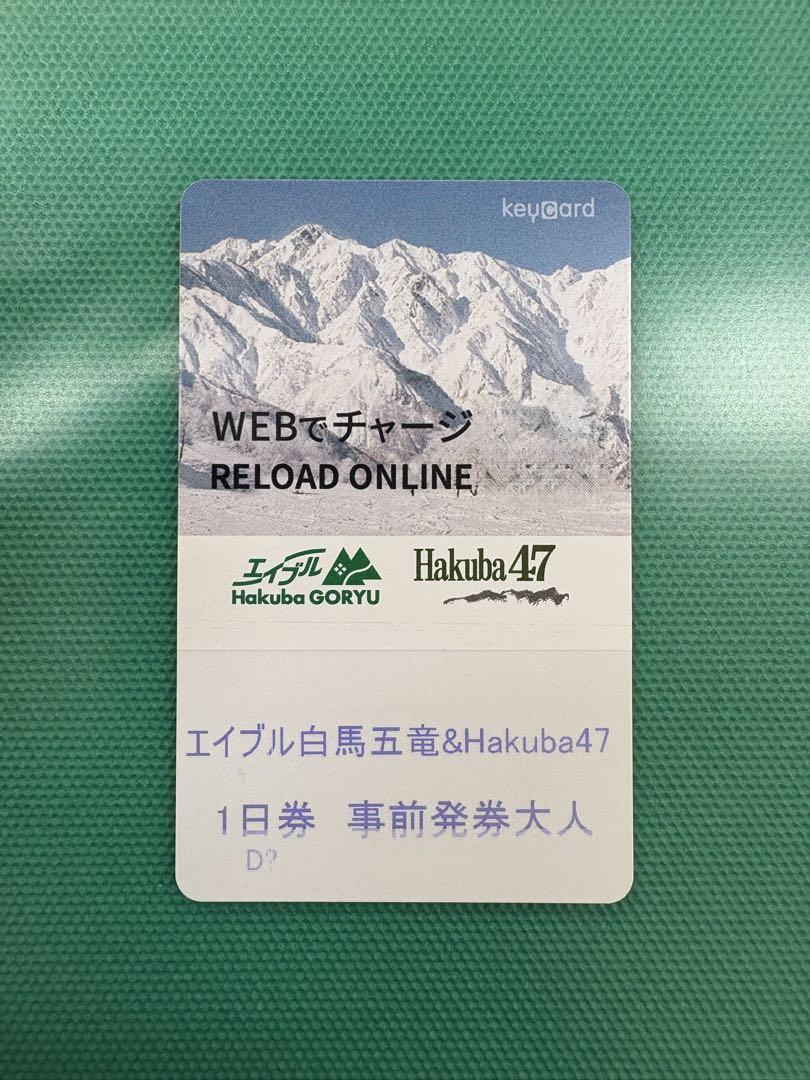 keycard
WEBでチャージ
RELOAD ONLINE
エイブル
Hakuba GORYU
Hakuba47
エイブル白馬五竜&Hakuba47
1日券 事前発券大人
D?